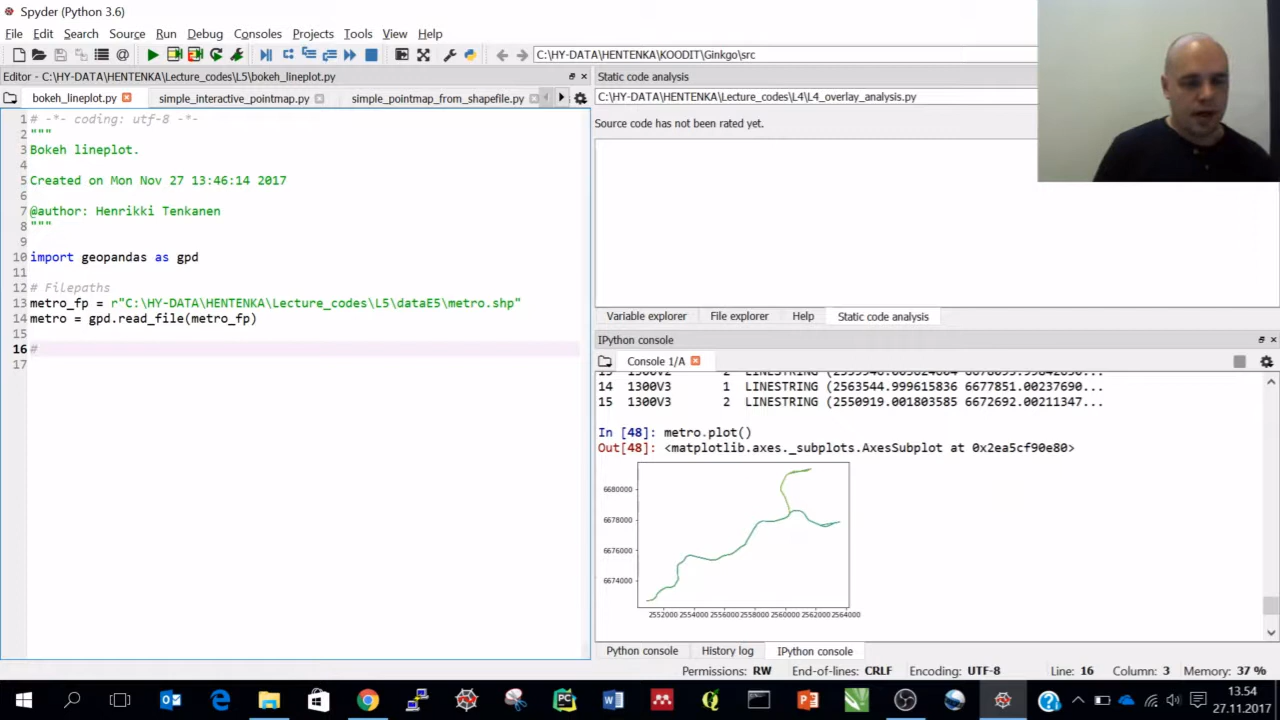 Spyder (Python 3.6)
File Edit Search Source Run Debug Consoles Projects Tools View Help
C:\HY-DATA\HENTENKA\KOODIT\Ginkgo\src
Editor - C:\HY-DATA\HENTENKA\Lecture_codes\L5\bokeh_lineplot.py
bokeh_lineplot.py simple_interactive_pointmap.py simple_pointmap_from_shapefile.py
1 # -*- coding: utf-8 -*-
2 """
3 Bokeh lineplot.
4
5 Created on Mon Nov 27 13:46:14 2017
6
7 @author: Henrikki Tenkanen
8 """
9
10 import geopandas as gpd
11
12 # Filepaths
13 metro_fp = r"C:\HY-DATA\HENTENKA\Lecture_codes\L5\dataE5\metro.shp"
14 metro = gpd.read_file(metro_fp)
15
16 #
17
Static code analysis
C:\HY-DATA\HENTENKA\Lecture_codes\L4\L4_overlay_analysis.py
Source code has not been rated yet.
Variable explorer File explorer Help Static code analysis
IPython console
Console 1/A
14 1300V3 1 LINESTRING (2563544.999615836 6677851.00237690...
15 1300V3 2 LINESTRING (2550919.001803585 6672692.00211347...
In [48]: metro.plot()
Out[48]: <matplotlib.axes._subplots.AxesSubplot at 0x2ea5cf90e80>
6680000
6678000
6676000
6674000
2552000 2554000 2556000 2558000 2560000 2562000 2564000
Python console History log IPython console
Permissions: RW End-of-lines: CRLF Encoding: UTF-8 Line: 16 Column: 3 Memory: 37 %
13.54
27.11.2017